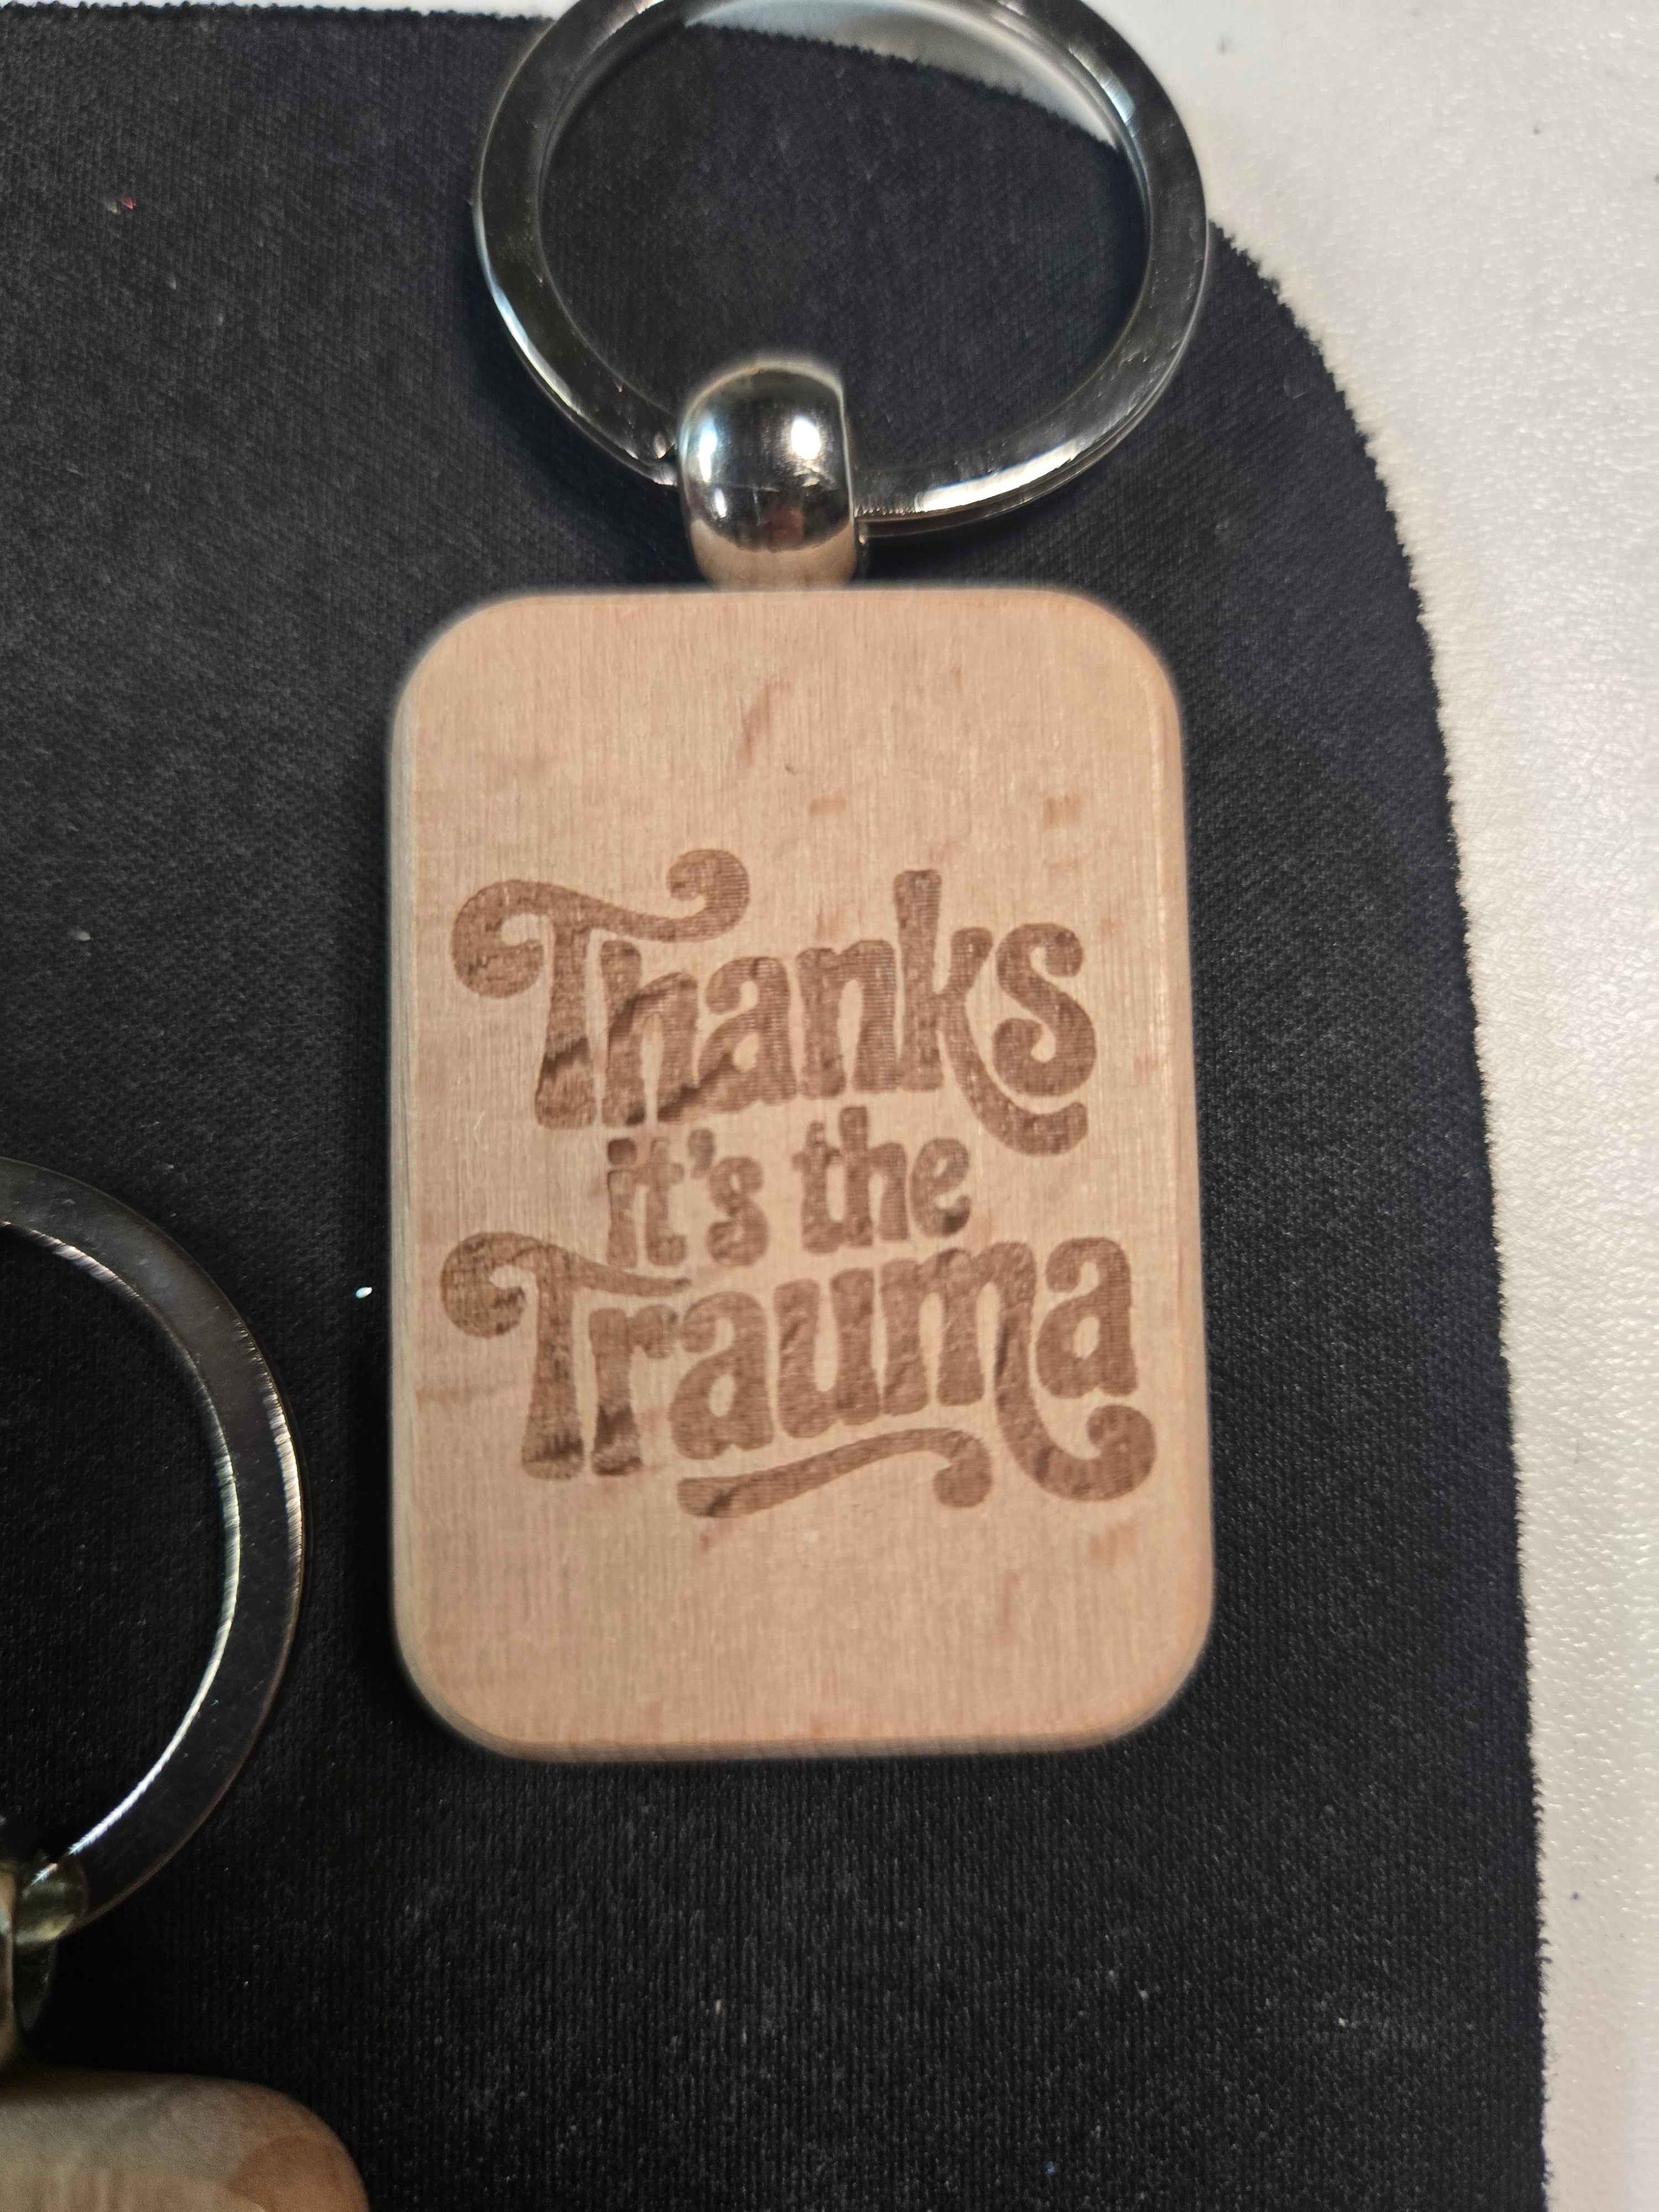 Thanks
it's the
Trauma